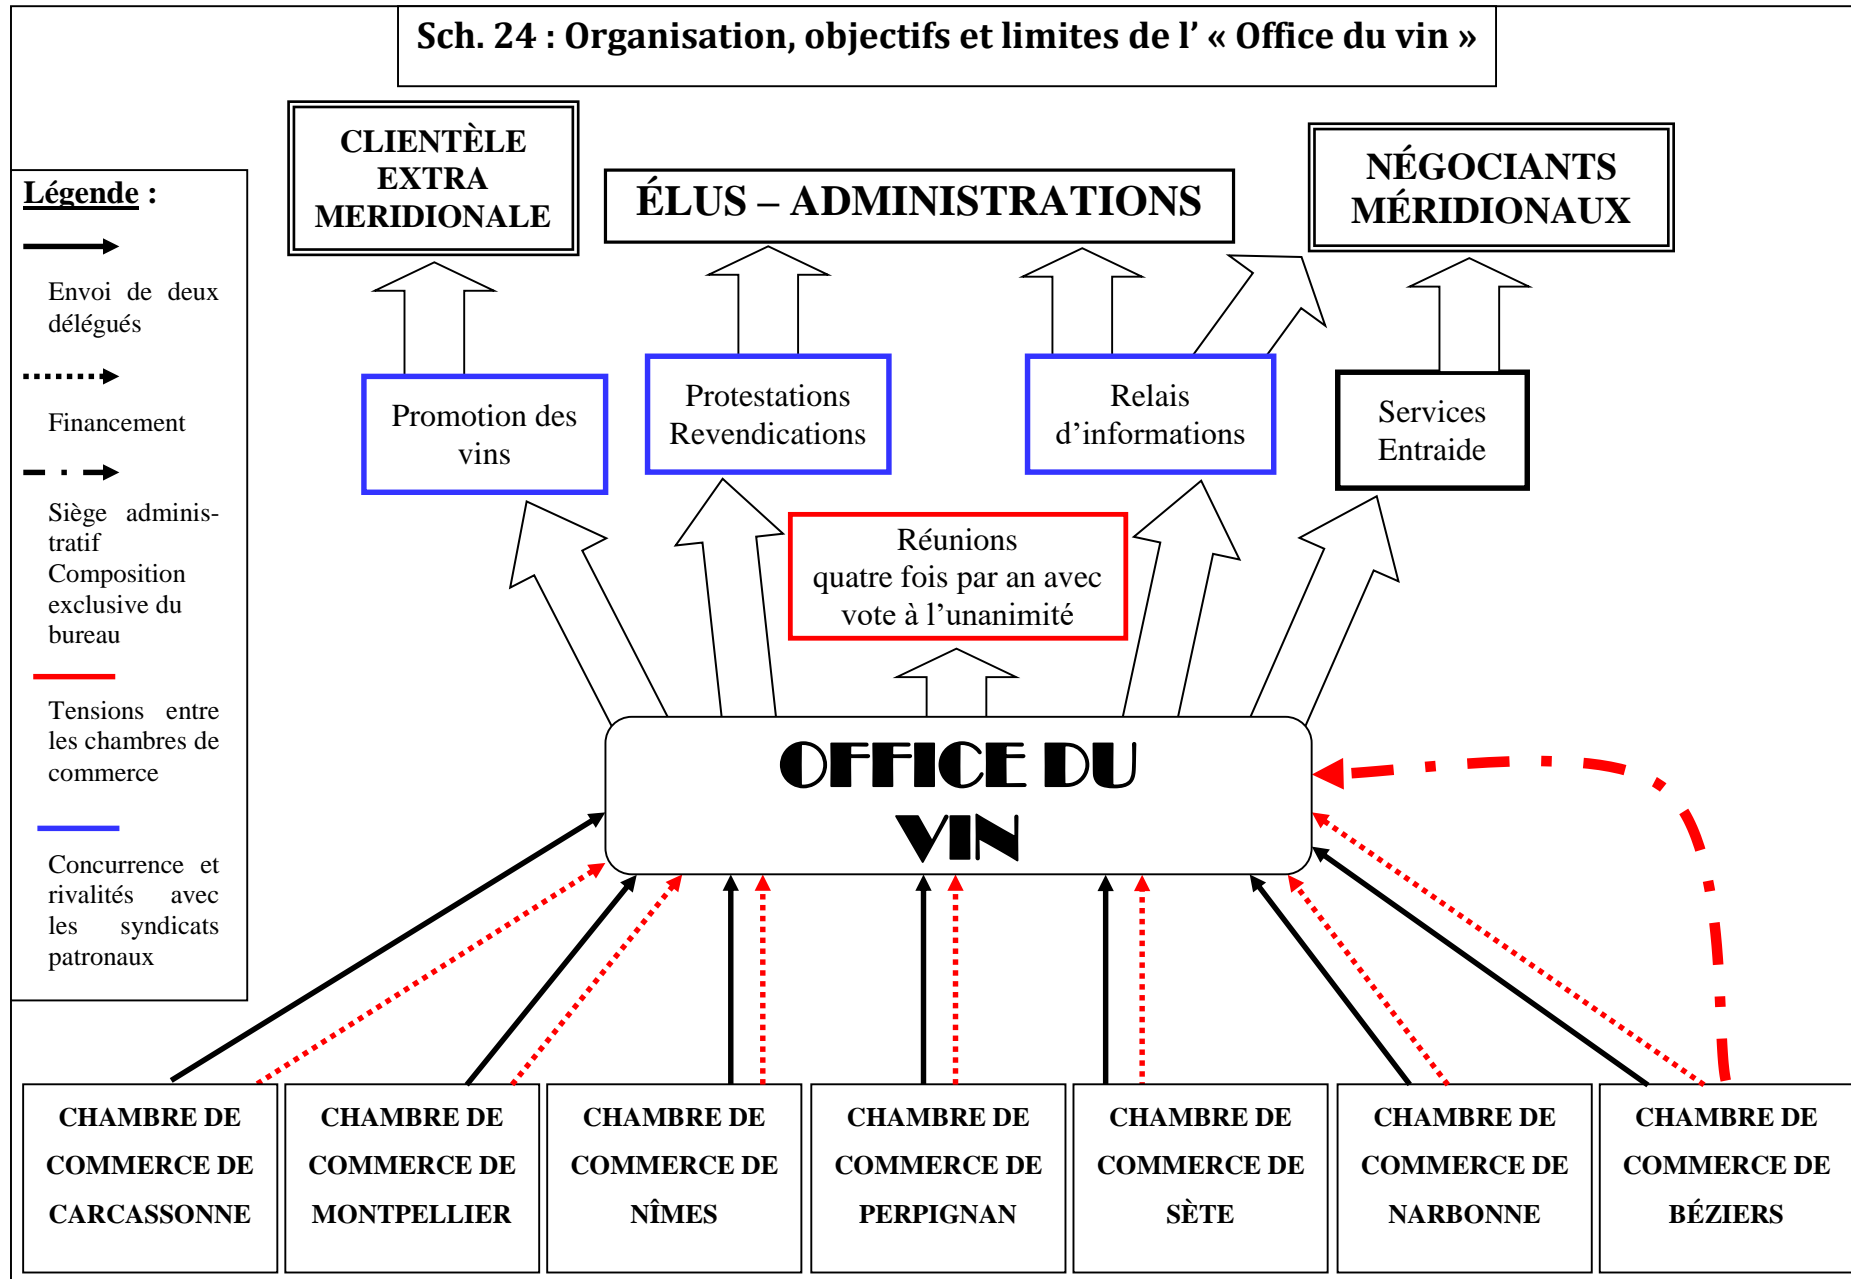 Sch. 24 : Organisation, objectifs et limites de l’ « Office du vin »
CLIENTÈLE
EXTRA
MERIDIONALE
ÉLUS – ADMINISTRATIONS
NÉGOCIANTS
MÉRIDIONAUX
Légende :
Envoi de deux
délégués
Financement
Siège adminis-
tratif
Composition
exclusive du
bureau
Tensions entre
les chambres de
commerce
Concurrence et
rivalités avec
les syndicats
patronaux
Promotion des
vins
Protestations
Revendications
Relais
d’informations
Services
Entraide
Réunions
quatre fois par an avec
vote à l’unanimité
OFFICE DU
VIN
CHAMBRE DE
COMMERCE DE
CARCASSONNE
CHAMBRE DE
COMMERCE DE
MONTPELLIER
CHAMBRE DE
COMMERCE DE
NÎMES
CHAMBRE DE
COMMERCE DE
PERPIGNAN
CHAMBRE DE
COMMERCE DE
SÈTE
CHAMBRE DE
COMMERCE DE
NARBONNE
CHAMBRE DE
COMMERCE DE
BÉZIERS